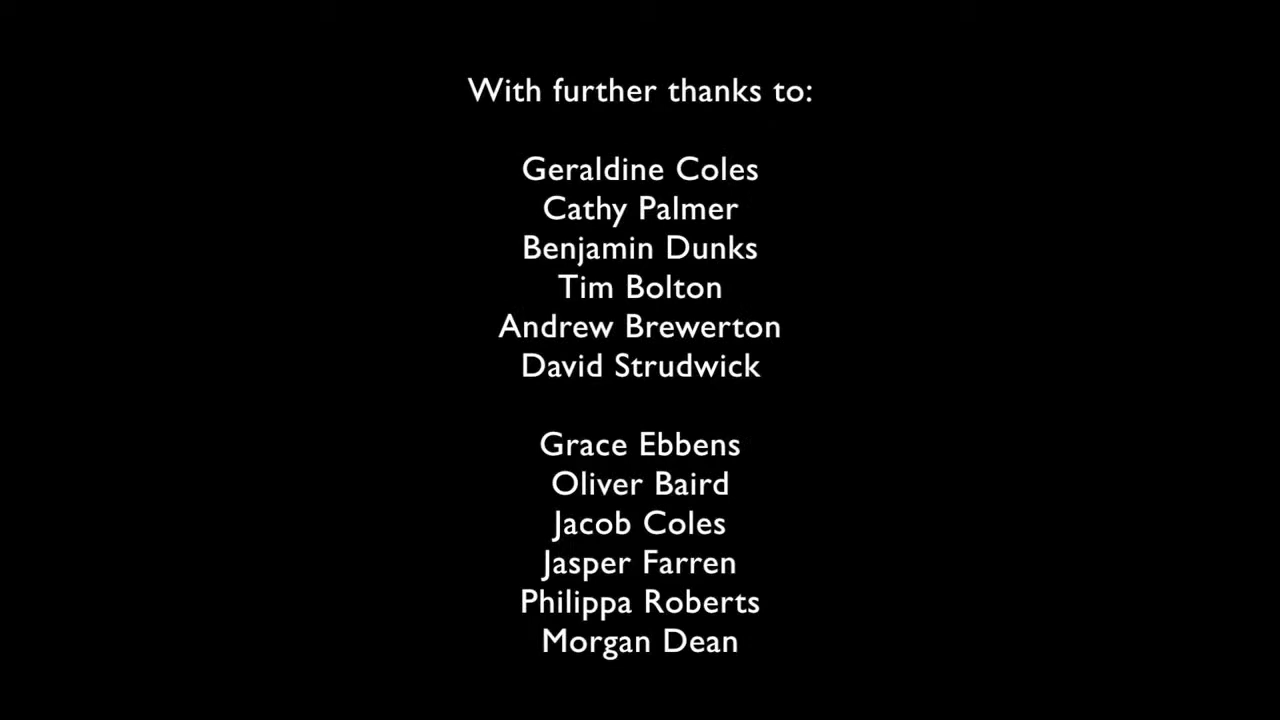 With further thanks to:
Geraldine Coles
Cathy Palmer
Benjamin Dunks
Tim Bolton
Andrew Brewerton
David Strudwick
Grace Ebbens
Oliver Baird
Jacob Coles
Jasper Farren
Philippa Roberts
Morgan Dean